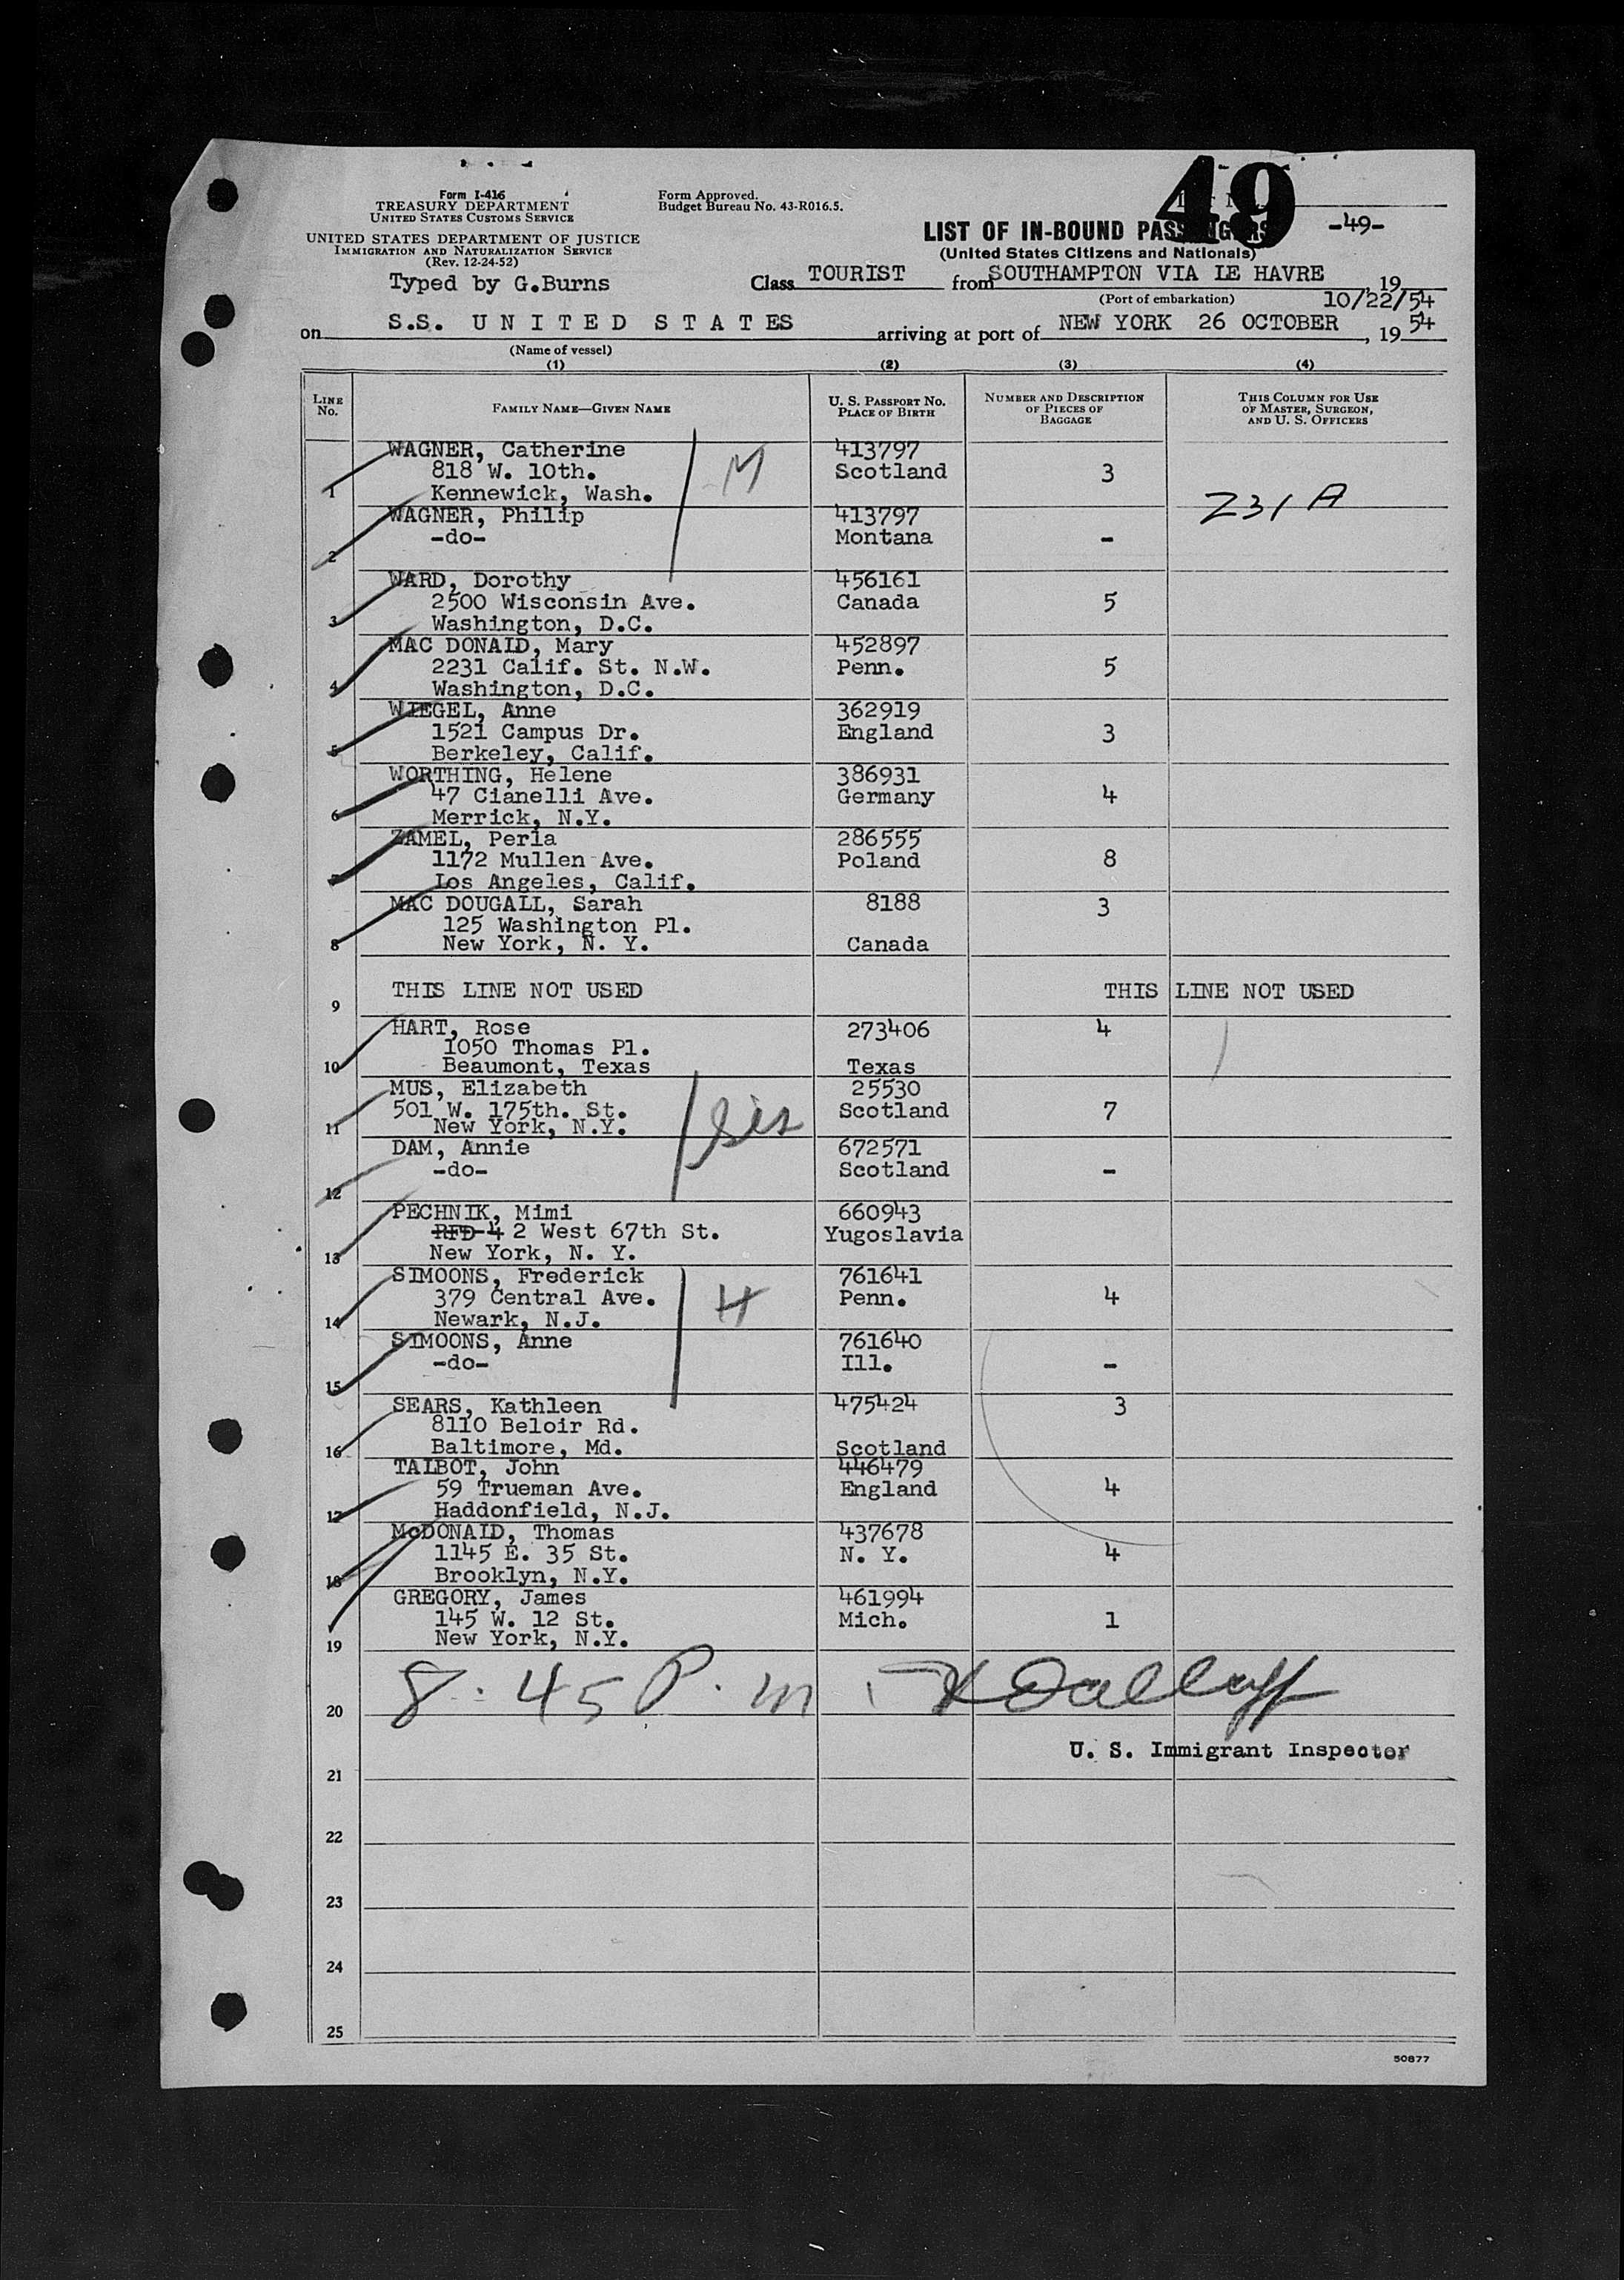 Form I-416
TREASURY DEPARTMENT
UNITED STATES CUSTOMS SERVICE
UNITED STATES DEPARTMENT OF JUSTICE
IMMIGRATION AND NATURALIZATION SERVICE
(Rev. 12-24-52)
Typed by G.Burns
Form Approved.
Budget Bureau No. 43-R016.5.
49
LIST OF IN-BOUND PASSENGERS -49-
(United States Citizens and Nationals)
Class TOURIST from SOUTHAMPTON VIA LE HAVRE, 19
(Port of embarkation) 10/22/54
on S.S. U N I T E D S T A T ES arriving at port of NEW YORK 26 OCTOBER, 19 54
(Name of vessel)
(1) (2) (3) (4)
LINE No. FAMILY NAME—GIVEN NAME U. S. PASSPORT NO. PLACE OF BIRTH NUMBER AND DESCRIPTION OF PIECES OF BAGGAGE THIS COLUMN FOR USE OF MASTER, SURGEON, AND U. S. OFFICERS
WAGNER, Catherine 413797
818 W. 10th. M Scotland 3
1 Kennewick, Wash.
231 A
WAGNER, Philip 413797
-do- Montana -
2
WARD, Dorothy 456161
2500 Wisconsin Ave. Canada 5
3 Washington, D.C.
MAC DONALD, Mary 452897
2231 Calif. St. N.W. Penn. 5
4 Washington, D.C.
WIEGEL, Anne 362919
1521 Campus Dr. England 3
5 Berkeley, Calif.
WORTHING, Helene 386931
47 Cianelli Ave. Germany 4
6 Merrick, N.Y.
ZAMEL, Perla 286555
1172 Mullen Ave. Poland 8
7 Los Angeles, Calif.
MAC DOUGALL, Sarah 8188 3
125 Washington Pl.
8 New York, N. Y. Canada
9 THIS LINE NOT USED THIS LINE NOT USED
HART, Rose 273406 4
1050 Thomas Pl.
10 Beaumont, Texas Texas
MUS, Elizabeth 25530
501 W. 175th. St. Sis Scotland 7
11 New York, N.Y.
DAM, Annie 672571
-do- Scotland -
12
PECHNIK, Mimi 660943
RFD 4 2 West 67th St. Yugoslavia
13 New York, N. Y.
SIMOONS, Frederick 761641
379 Central Ave. H Penn. 4
14 Newark, N.J.
SIMOONS, Anne 761640
-do- Ill. -
15
SEARS, Kathleen 475424 3
8110 Beloir Rd.
16 Baltimore, Md. Scotland
TALBOT, John 446479
59 Trueman Ave. England 4
17 Haddonfield, N.J.
McDONALD, Thomas 437678
1145 E. 35 St. N. Y. 4
18 Brooklyn, N.Y.
GREGORY, James 461994
145 W. 12 St. Mich. 1
19 New York, N.Y.
20 8.45 P.m.
U. S. Immigrant Inspector
21
22
23
24
25
50877